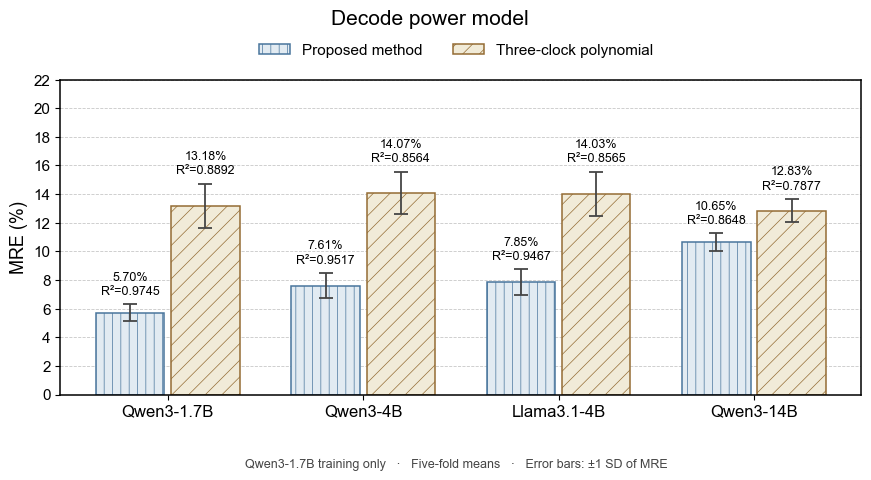 Decode power model
Proposed method
Three-clock polynomial
MRE (%)
22
20
18
16
14
12
10
8
6
4
2
0
5.70%
R²=0.9745
13.18%
R²=0.8892
7.61%
R²=0.9517
14.07%
R²=0.8564
7.85%
R²=0.9467
14.03%
R²=0.8565
10.65%
R²=0.8648
12.83%
R²=0.7877
Qwen3-1.7B
Qwen3-4B
Llama3.1-4B
Qwen3-14B
Qwen3-1.7B training only · Five-fold means · Error bars: ±1 SD of MRE